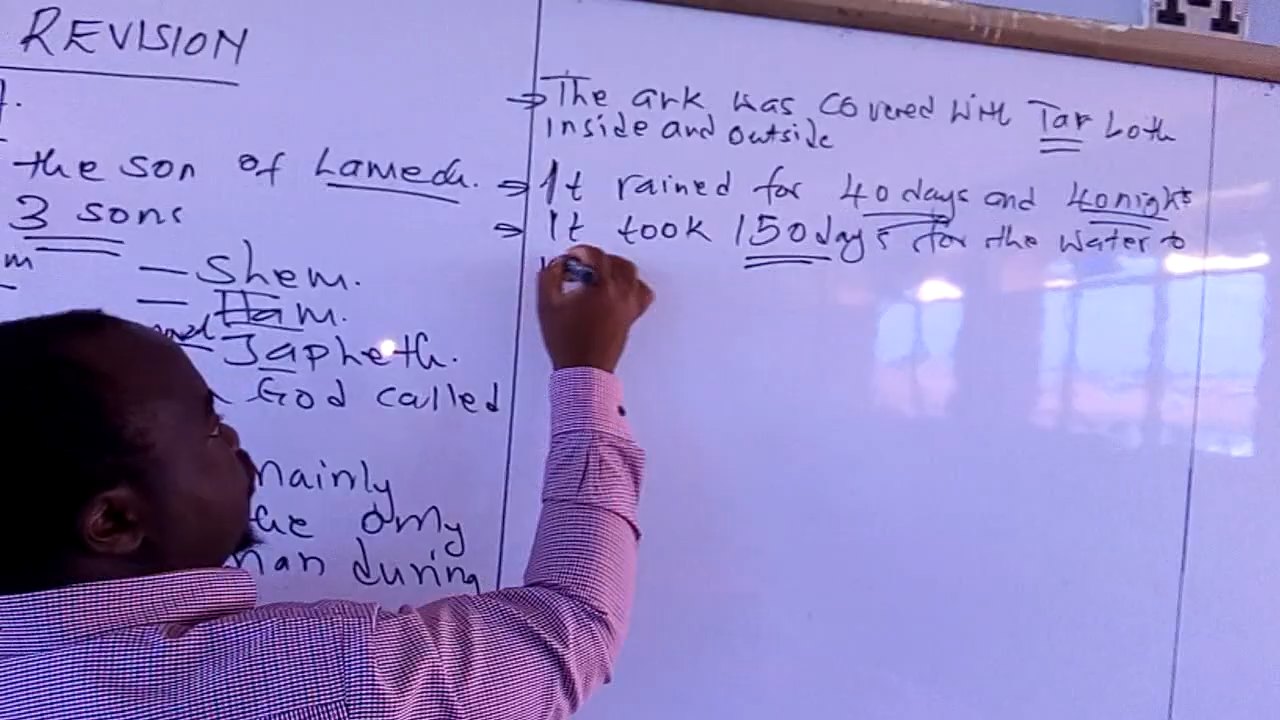 REVISION
the son of Lamech.
3 sons
- Shem.
- Ham.
Japheth.
God called
mainly
the only
man during
→ The ark was covered with Tar both
inside and outside
→ It rained for 40 days and 40 nights
→ It took 150 days for the water to